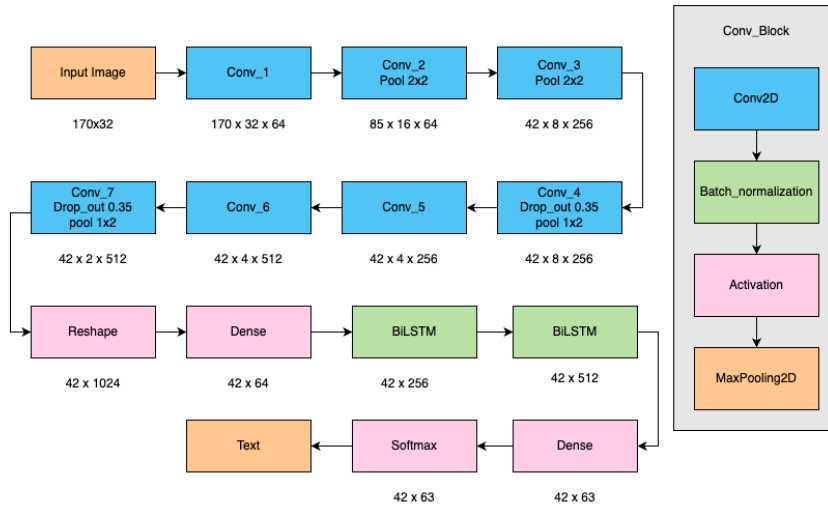 Input Image
170x32
Conv_1
170 x 32 x 64
Conv_2
Pool 2x2
85 x 16 x 64
Conv_3
Pool 2x2
42 x 8 x 256
Conv_4
Drop_out 0.35
pool 1x2
42 x 8 x 256
Conv_5
42 x 4 x 256
Conv_6
42 x 4 x 512
Conv_7
Drop_out 0.35
pool 1x2
42 x 2 x 512
Reshape
42 x 1024
Dense
42 x 64
BiLSTM
42 x 256
BiLSTM
42 x 512
Dense
42 x 63
Softmax
42 x 63
Text
Conv_Block
Conv2D
Batch_normalization
Activation
MaxPooling2D